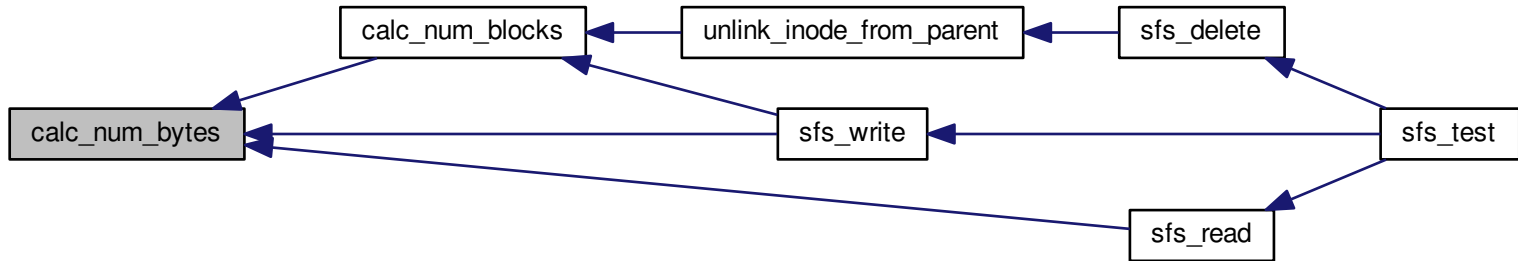 calc_num_blocks
unlink_inode_from_parent
sfs_delete
calc_num_bytes
sfs_write
sfs_test
sfs_read